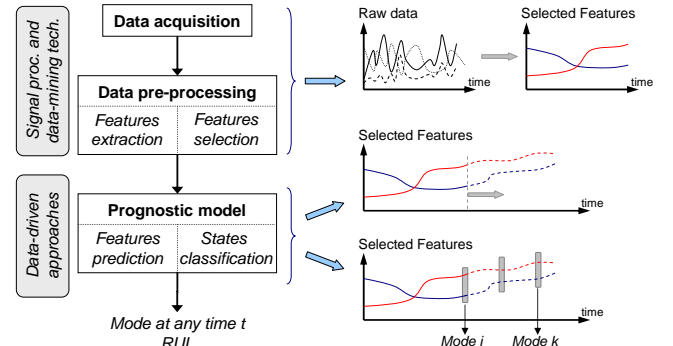 Signal proc. and
data-mining tech.
Data acquisition
Data pre-processing
Features
extraction
Features
selection
Raw data
time
Selected Features
time
Data-driven
approaches
Prognostic model
Features
prediction
States
classification
Selected Features
time
Selected Features
time
Mode i
Mode k
Mode at any time t
RUL